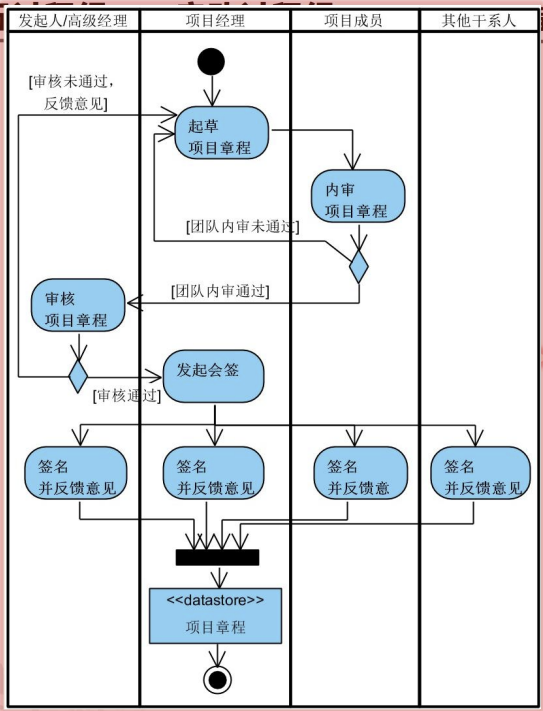 发起人/高级经理
项目经理
项目成员
其他干系人
[审核未通过，
反馈意见]
起草
项目章程
内审
项目章程
[团队内审未通过]
[团队内审通过]
审核
项目章程
发起会签
[审核通过]
签名
并反馈意见
签名
并反馈意见
签名
并反馈意
签名
并反馈意见
<<datastore>>
项目章程